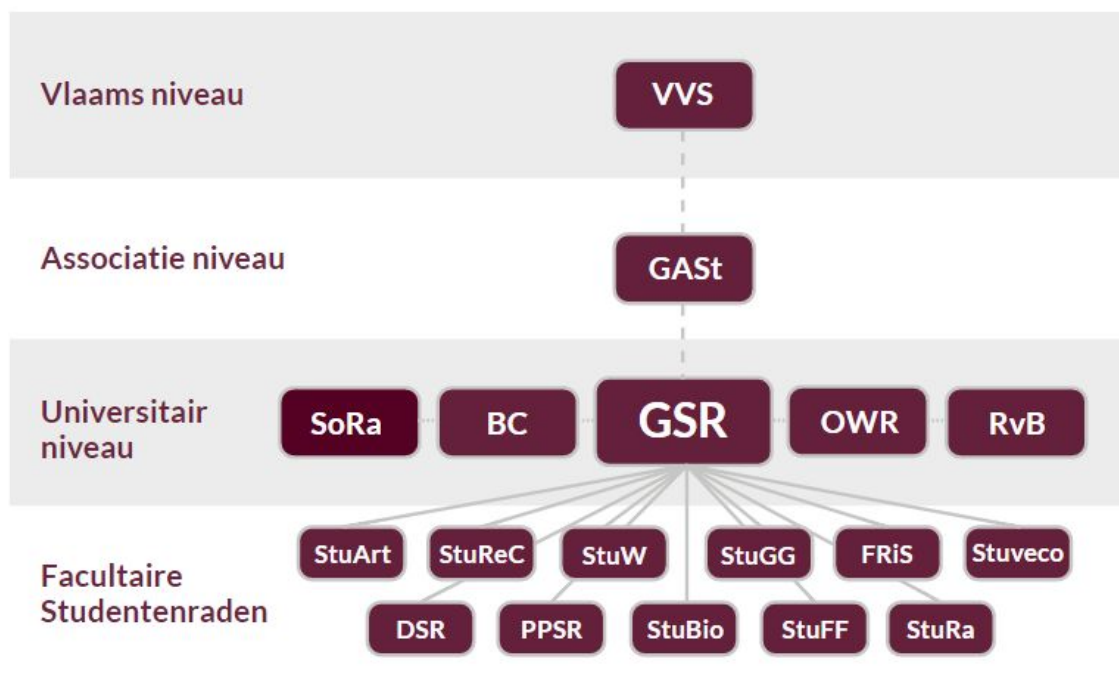 Vlaams niveau
VVS
Associatie niveau
GASt
Universitair
niveau
SoRa
BC
GSR
OWR
RvB
Facultaire
Studentenraden
StuArt
StuReC
StuW
StuGG
FRiS
Stuveco
DSR
PPSR
StuBio
StuFF
StuRa